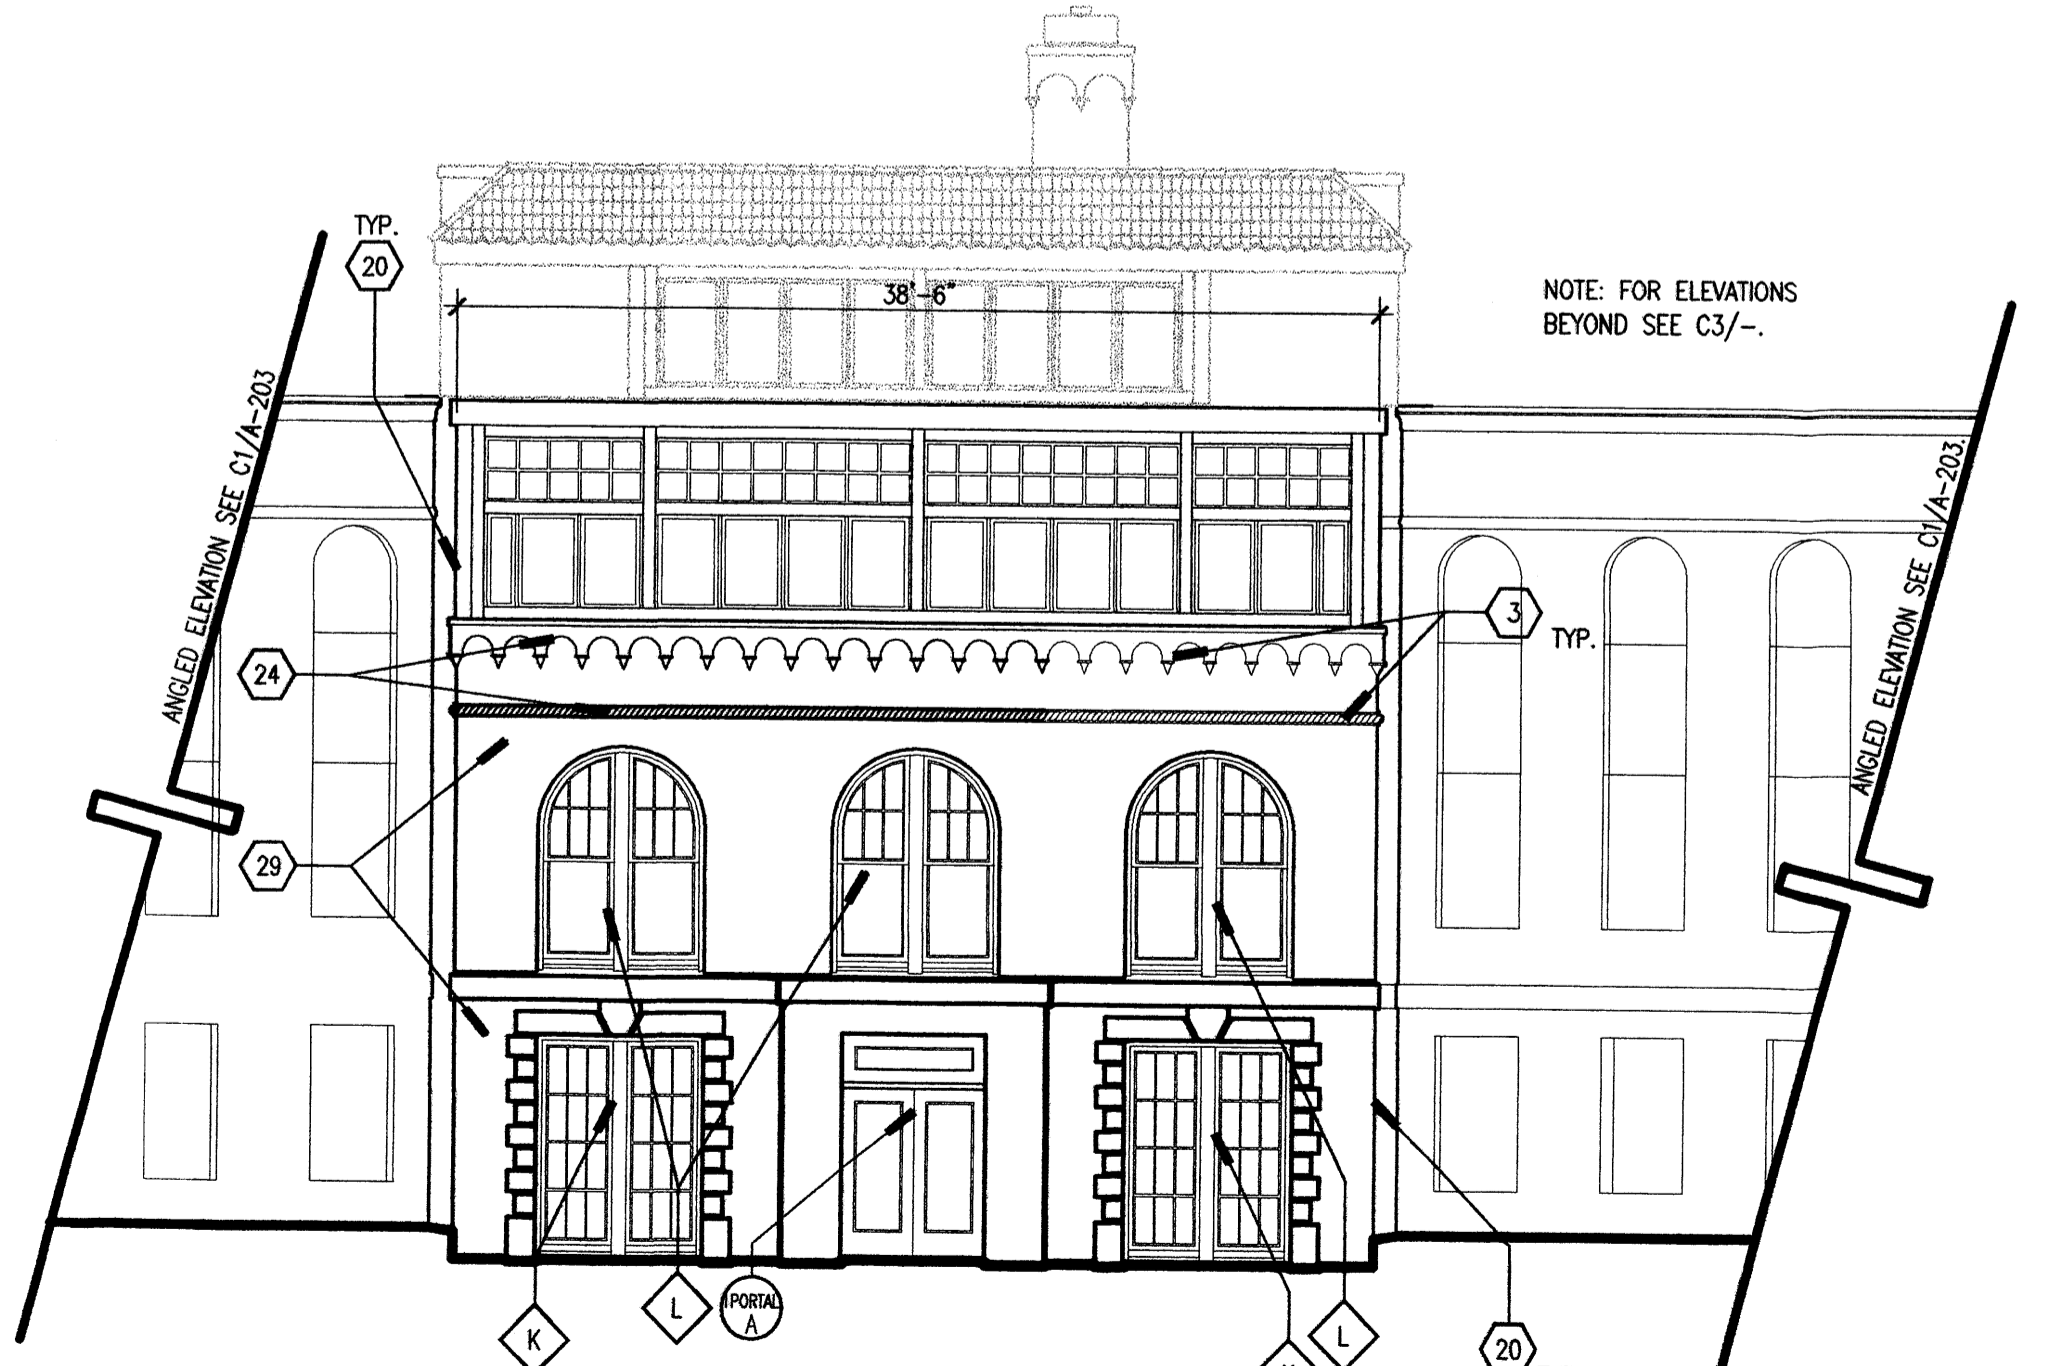 TYP.
20
38'-6"
NOTE: FOR ELEVATIONS
BEYOND SEE C3/-.
ANGLED ELEVATION SEE C1/A-203
ANGLED ELEVATION SEE C1/A-203.
3
TYP.
24
29
K
L
PORTAL
A
L
20